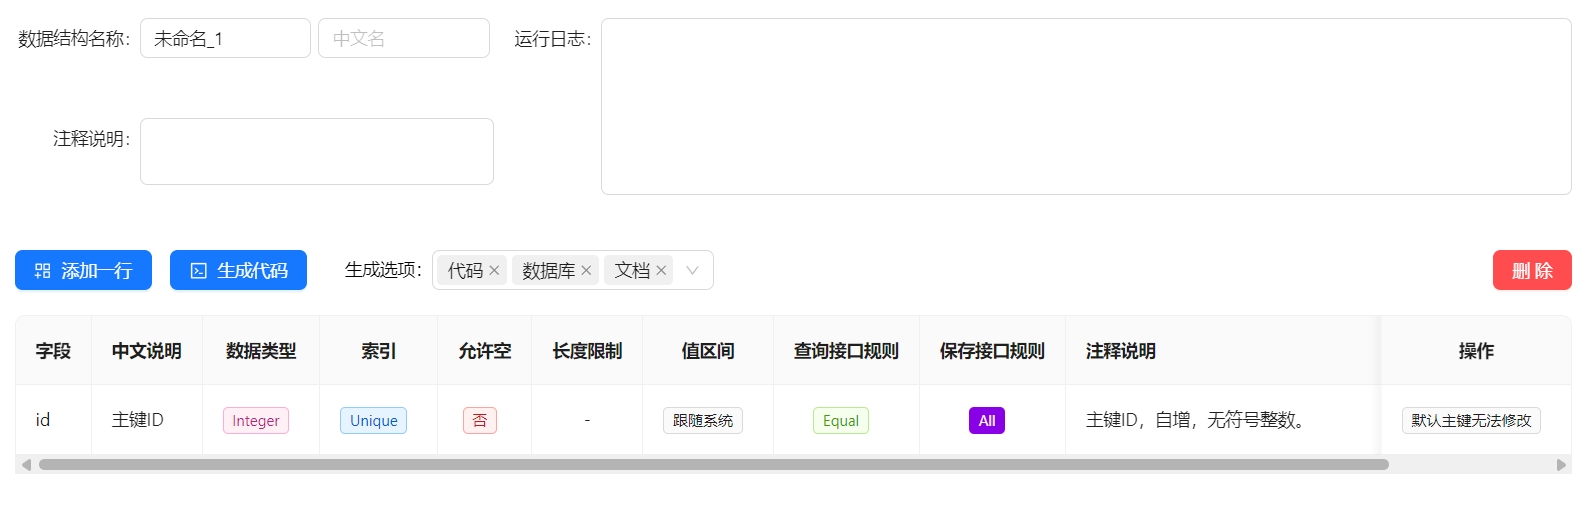 数据结构名称： 未命名_1 中文名 运行日志：
注释说明：
添加一行 生成代码 生成选项： 代码 数据库 文档 删 除
字段 中文说明 数据类型 索引 允许空 长度限制 值区间 查询接口规则 保存接口规则 注释说明 操作
id 主键ID Integer Unique 否 - 跟随系统 Equal All 主键ID，自增，无符号整数。 默认主键无法修改